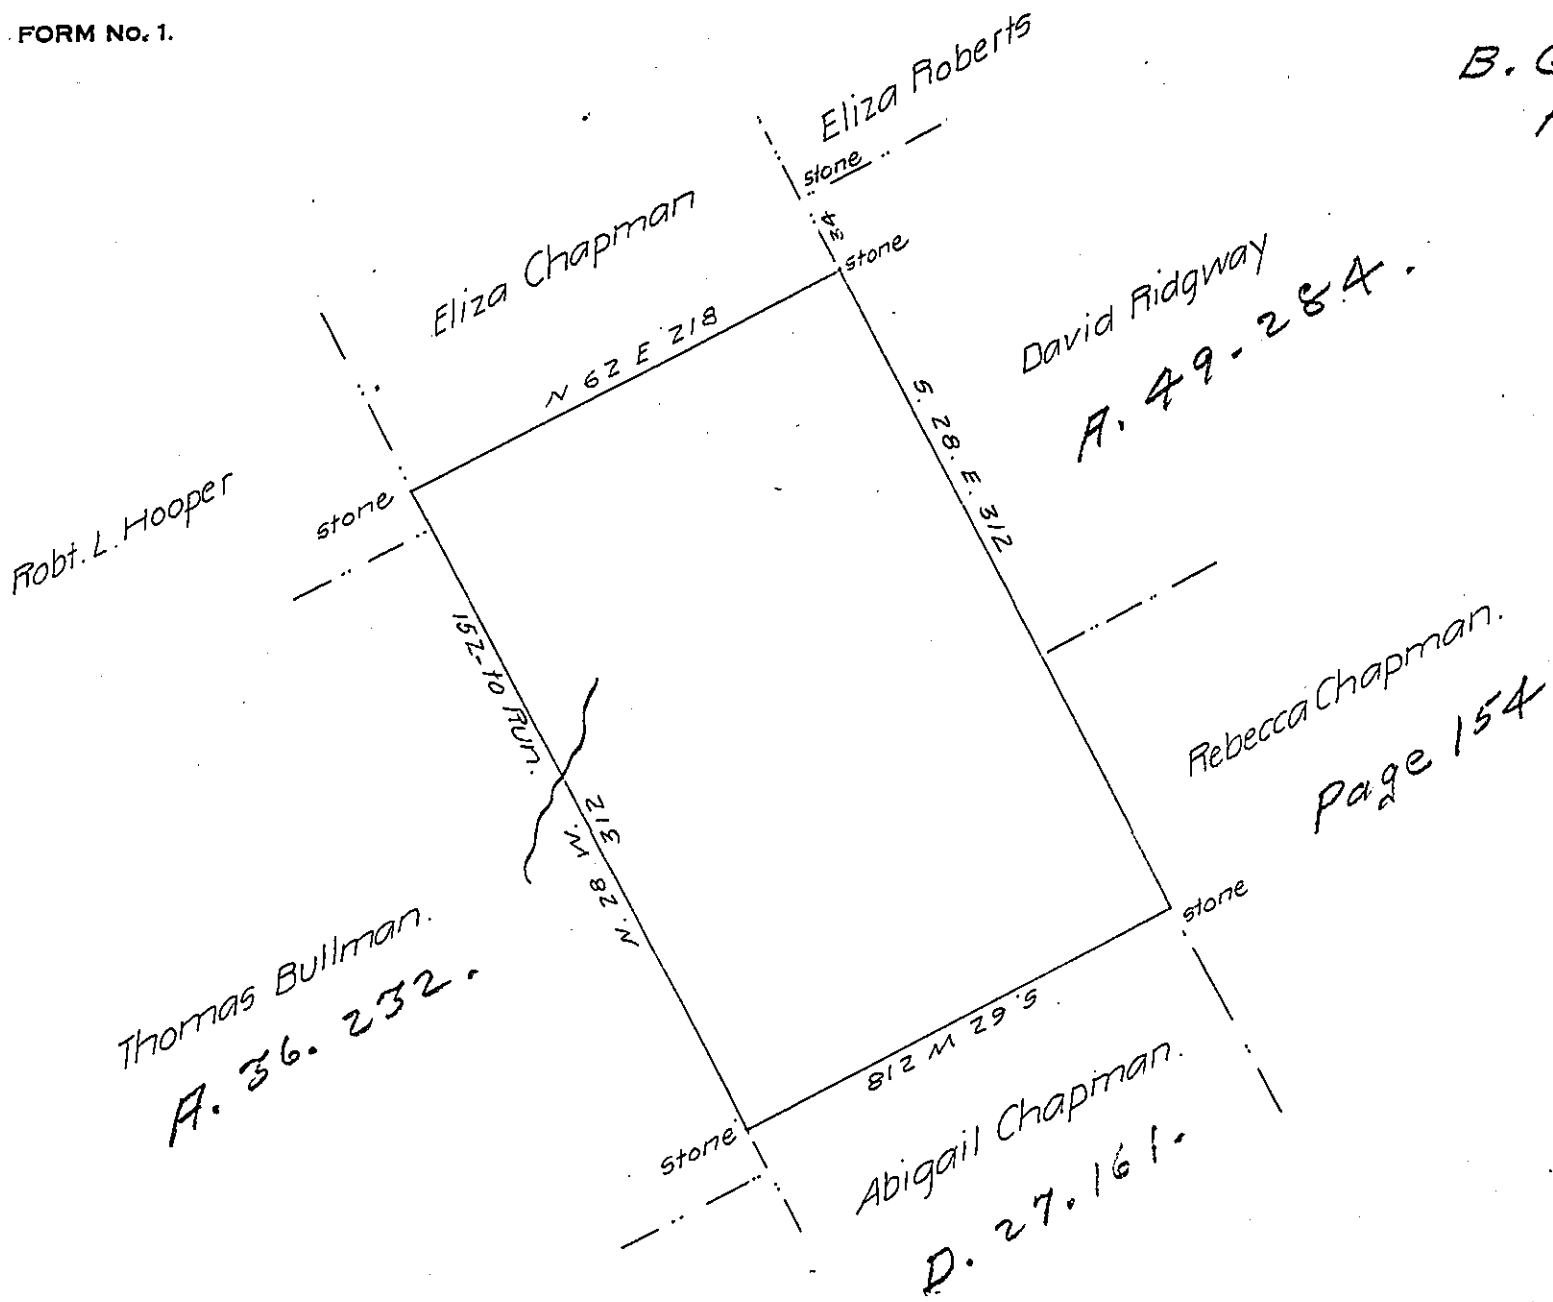 FORM No. 1.
B.
Eliza Roberts
stone
34
stone
Eliza Chapman
N 62 E 218
David Ridgway
A. 49. 284.
S. 28. E. 312
Robt. L. Hooper
stone
152- to Run.
312
N. 28 W.
Rebecca Chapman.
Page 154
Thomas Bullman.
A. 36. 232.
stone
S. 62 W 218
stone
Abigail Chapman.
D. 27. 161.